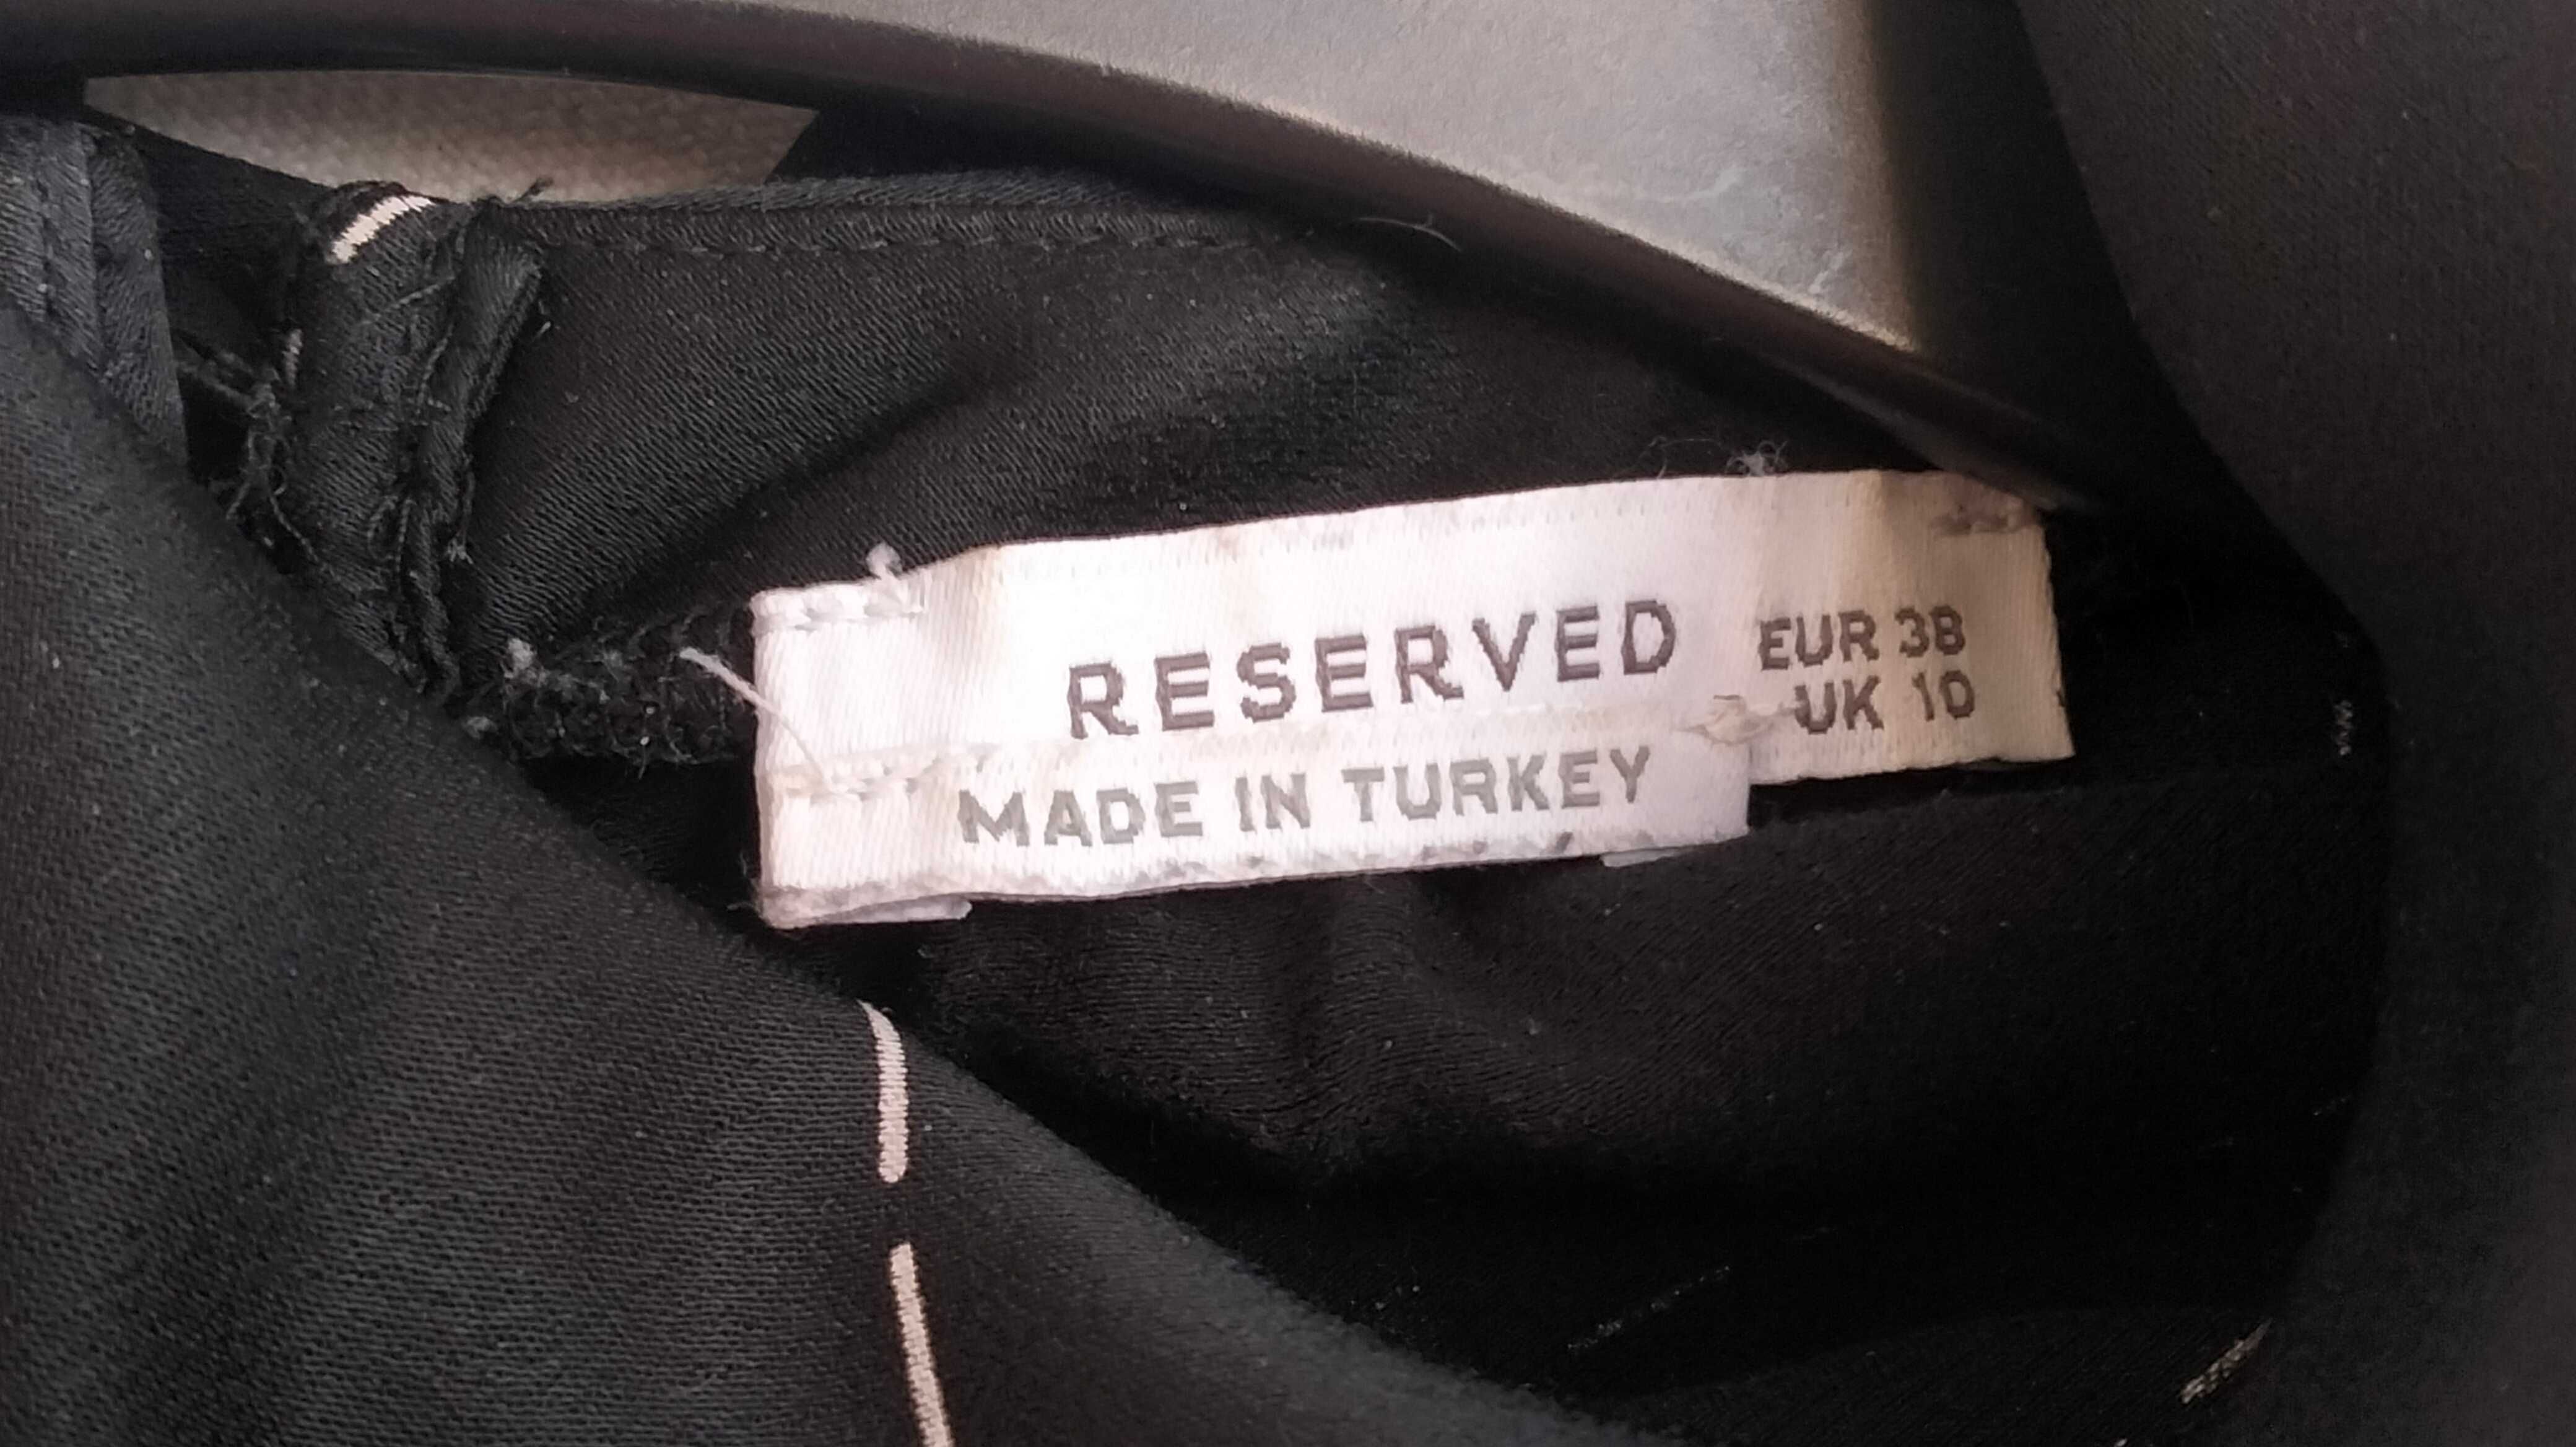 RESERVED
EUR 38
UK 10
MADE IN TURKEY